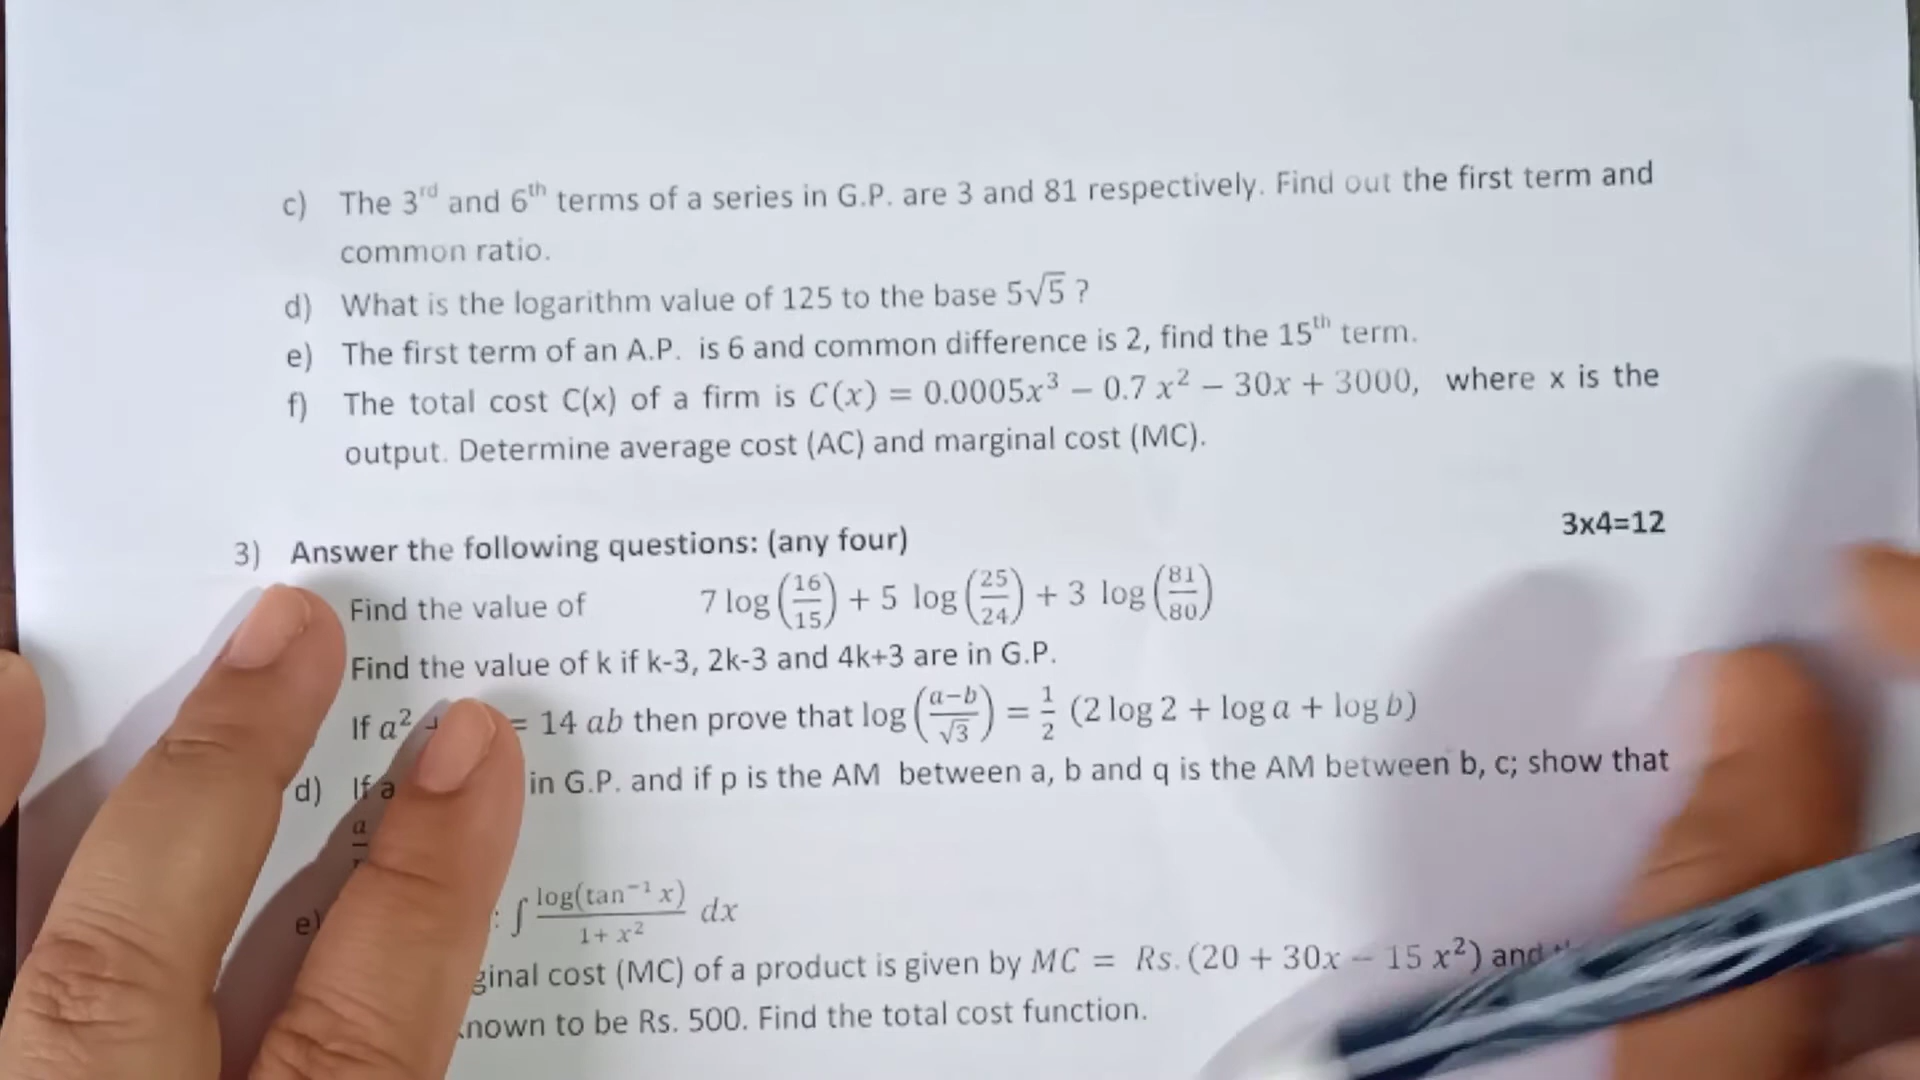 c) The 3rd and 6th terms of a series in G.P. are 3 and 81 respectively. Find out the first term and
common ratio.
d) What is the logarithm value of 125 to the base 5√5 ?
e) The first term of an A.P. is 6 and common difference is 2, find the 15th term.
f) The total cost C(x) of a firm is C(x) = 0.0005x³ − 0.7 x² − 30x + 3000, where x is the
output. Determine average cost (AC) and marginal cost (MC).
3) Answer the following questions: (any four) 3x4=12
Find the value of 7 log (16/15) + 5 log (25/24) + 3 log (81/80)
Find the value of k if k-3, 2k-3 and 4k+3 are in G.P.
If a² = 14 ab then prove that log (a−b/√3) = 1/2 (2 log 2 + log a + log b)
d) If a in G.P. and if p is the AM between a, b and q is the AM between b, c; show that
a
e) : ∫ log(tan⁻¹ x)/1+ x² dx
cost (MC) of a product is given by MC = Rs. (20 + 30x − 15 x²) and
to be Rs. 500. Find the total cost function.